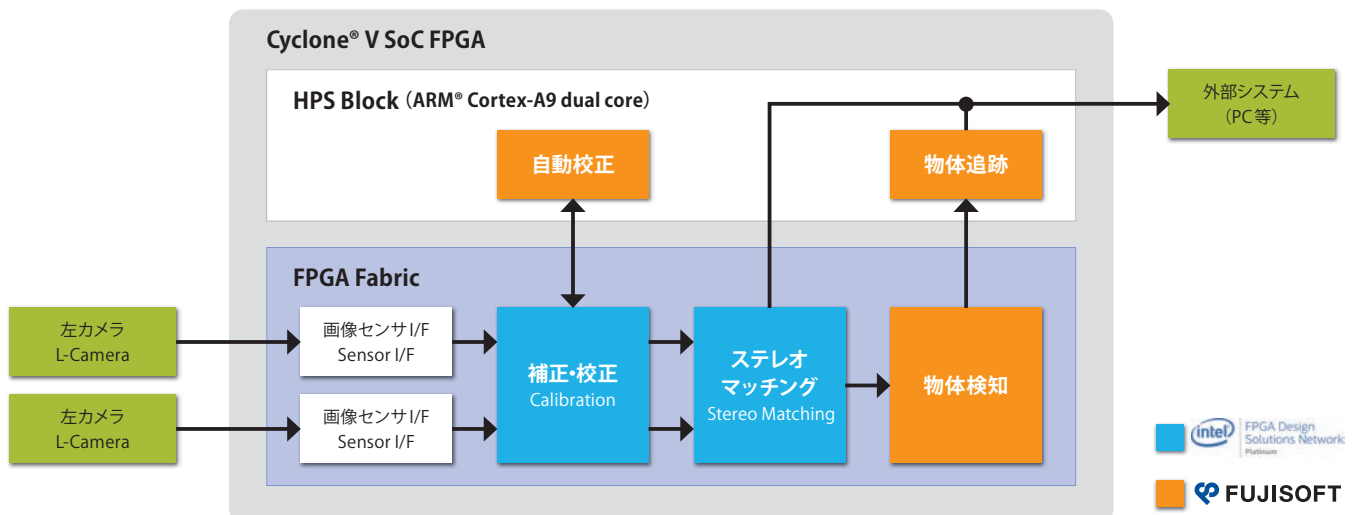 Cyclone® V SoC FPGA
HPS Block (ARM® Cortex-A9 dual core)
自動校正
物体追跡
外部システム
(PC等)
FPGA Fabric
左カメラ
L-Camera
画像センサ I/F
Sensor I/F
左カメラ
L-Camera
画像センサ I/F
Sensor I/F
補正・校正
Calibration
ステレオ
マッチング
Stereo Matching
物体検知
intel
FPGA Design
Solutions Network
Platinum
FUJISOFT